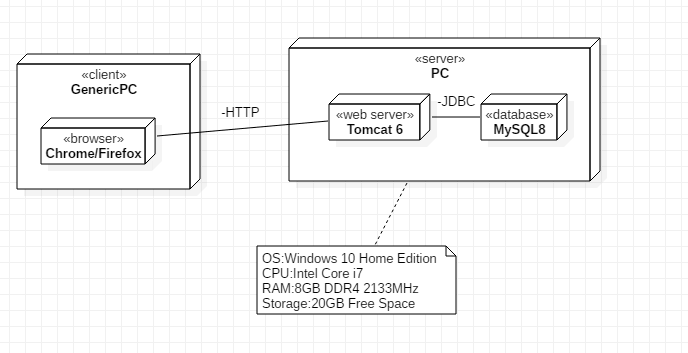 «client»
GenericPC
«browser»
Chrome/Firefox
-HTTP
«server»
PC
«web server»
Tomcat 6
-JDBC
«database»
MySQL8
OS:Windows 10 Home Edition
CPU:Intel Core i7
RAM:8GB DDR4 2133MHz
Storage:20GB Free Space